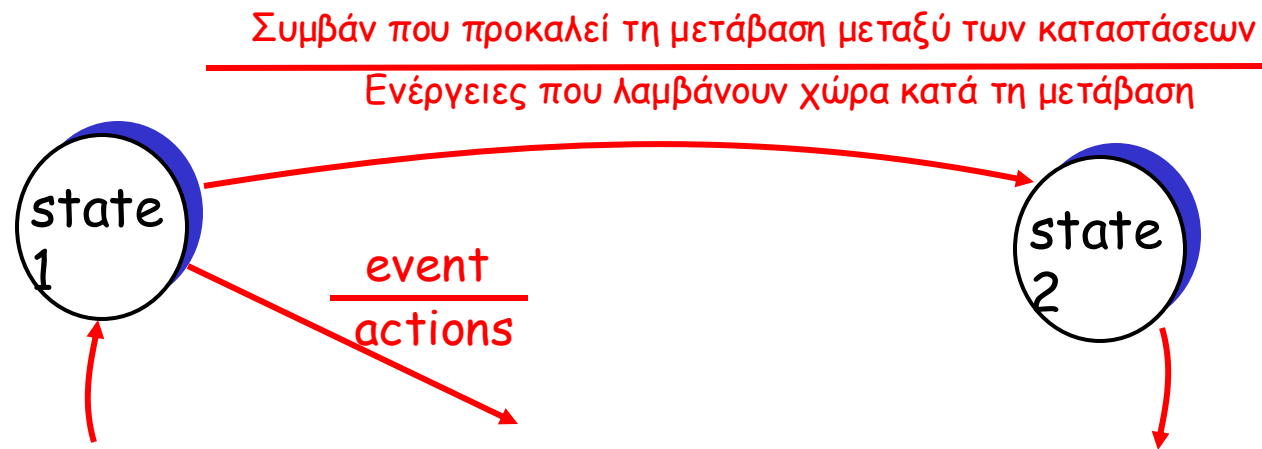 Συμβάν που προκαλεί τη μετάβαση μεταξύ των καταστάσεων
Ενέργειες που λαμβάνουν χώρα κατά τη μετάβαση
state
1
event
actions
state
2